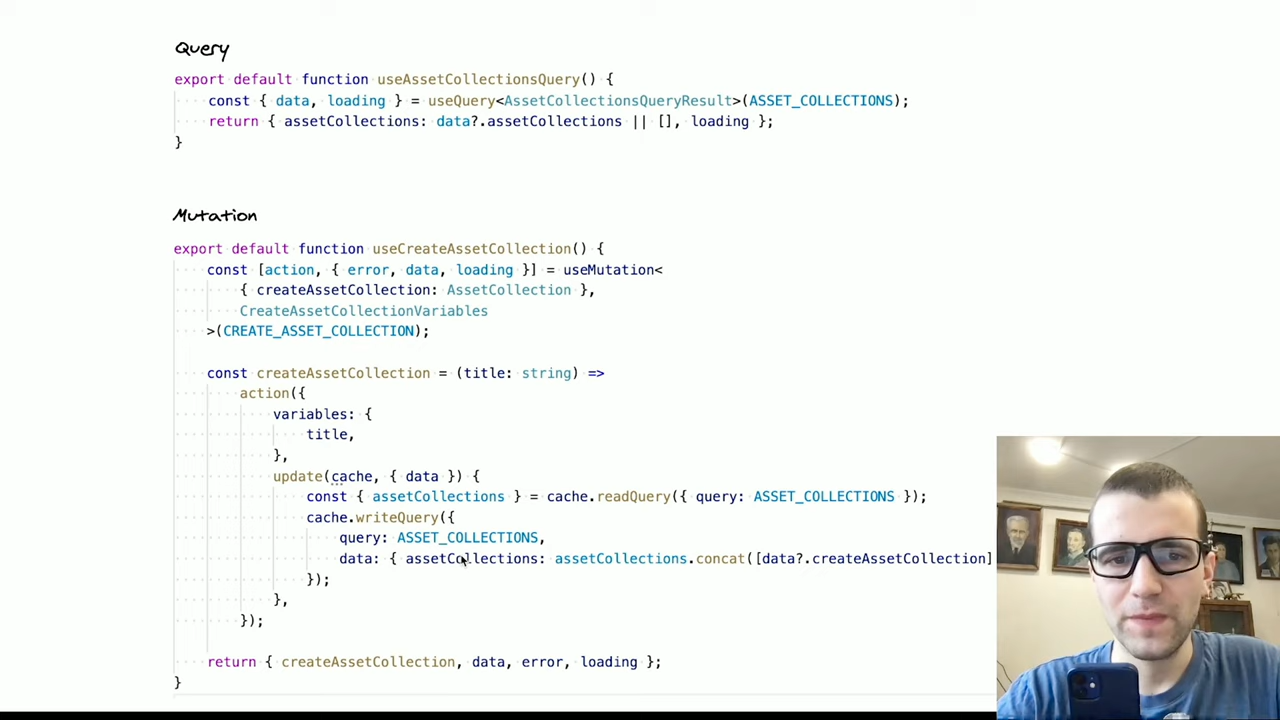 Query
export default function useAssetCollectionsQuery() {
const { data, loading } = useQuery<AssetCollectionsQueryResult>(ASSET_COLLECTIONS);
return { assetCollections: data?.assetCollections || [], loading };
}
Mutation
export default function useCreateAssetCollection() {
const [action, { error, data, loading }] = useMutation<
{ createAssetCollection: AssetCollection },
CreateAssetCollectionVariables
>(CREATE_ASSET_COLLECTION);
const createAssetCollection = (title: string) =>
action({
variables: {
title,
},
update(cache, { data }) {
const { assetCollections } = cache.readQuery({ query: ASSET_COLLECTIONS });
cache.writeQuery({
query: ASSET_COLLECTIONS,
data: { assetCollections: assetCollections.concat([data?.createAssetCollection]
});
},
});
return { createAssetCollection, data, error, loading };
}